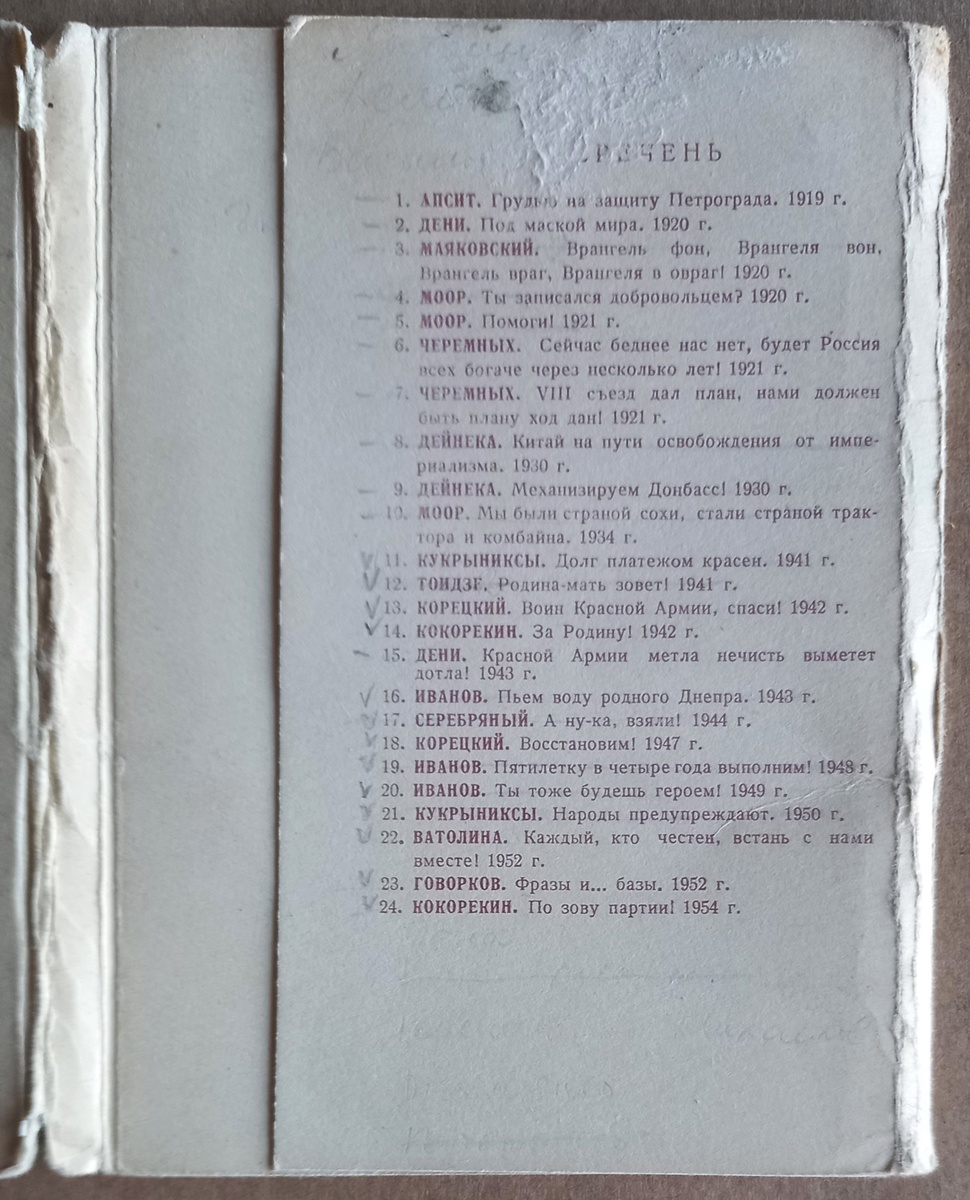 РЕЧЕНЬ
1. АПСИТ. Грудью на защиту Петрограда. 1919 г.
2. ДЕНИ. Под маской мира. 1920 г.
3. МАЯКОВСКИЙ. Врангель фон, Врангеля вон,
Врангель враг, Врангеля в овраг! 1920 г.
4. МООР. Ты записался добровольцем? 1920 г.
5. МООР. Помоги! 1921 г.
6. ЧЕРЕМНЫХ. Сейчас беднее нас нет, будет Россия
всех богаче через несколько лет! 1921 г.
7. ЧЕРЕМНЫХ. VIII съезд дал план, нами должен
быть плану ход дан! 1921 г.
8. ДЕЙНЕКА. Китай на пути освобождения от импе-
риализма. 1930 г.
9. ДЕЙНЕКА. Механизируем Донбасс! 1930 г.
10. МООР. Мы были страной сохи, стали страной трак-
тора и комбайна. 1934 г.
11. КУКРЫНИКСЫ. Долг платежом красен. 1941 г.
12. ТОИДЗЕ. Родина-мать зовет! 1941 г.
13. КОРЕЦКИЙ. Воин Красной Армии, спаси! 1942 г.
14. КОКОРЕКИН. За Родину! 1942 г.
15. ДЕНИ. Красной Армии метла нечисть выметет
дотла! 1943 г.
16. ИВАНОВ. Пьем воду родного Днепра. 1943 г.
17. СЕРЕБРЯНЫЙ. А ну-ка, взяли! 1944 г.
18. КОРЕЦКИЙ. Восстановим! 1947 г.
19. ИВАНОВ. Пятилетку в четыре года выполним! 1948 г.
20. ИВАНОВ. Ты тоже будешь героем! 1949 г.
21. КУКРЫНИКСЫ. Народы предупреждают. 1950 г.
22. ВАТОЛИНА. Каждый, кто честен, встань с нами
вместе! 1952 г.
23. ГОВОРКОВ. Фразы и... базы. 1952 г.
24. КОКОРЕКИН. По зову партии! 1954 г.